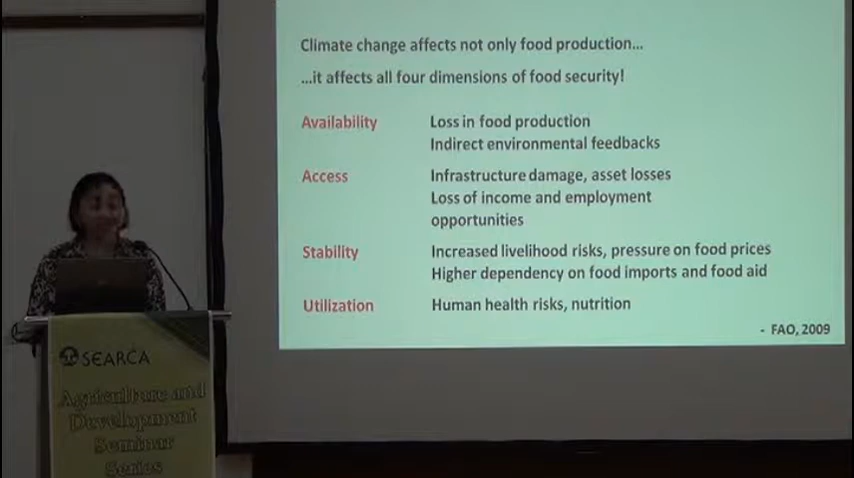 Climate change affects not only food production...
...it affects all four dimensions of food security!
Availability Loss in food production
Indirect environmental feedbacks
Access Infrastructure damage, asset losses
Loss of income and employment
opportunities
Stability Increased livelihood risks, pressure on food prices
Higher dependency on food imports and food aid
Utilization Human health risks, nutrition
- FAO, 2009
SEARCA
Agriculture and
Development
Seminar
Series